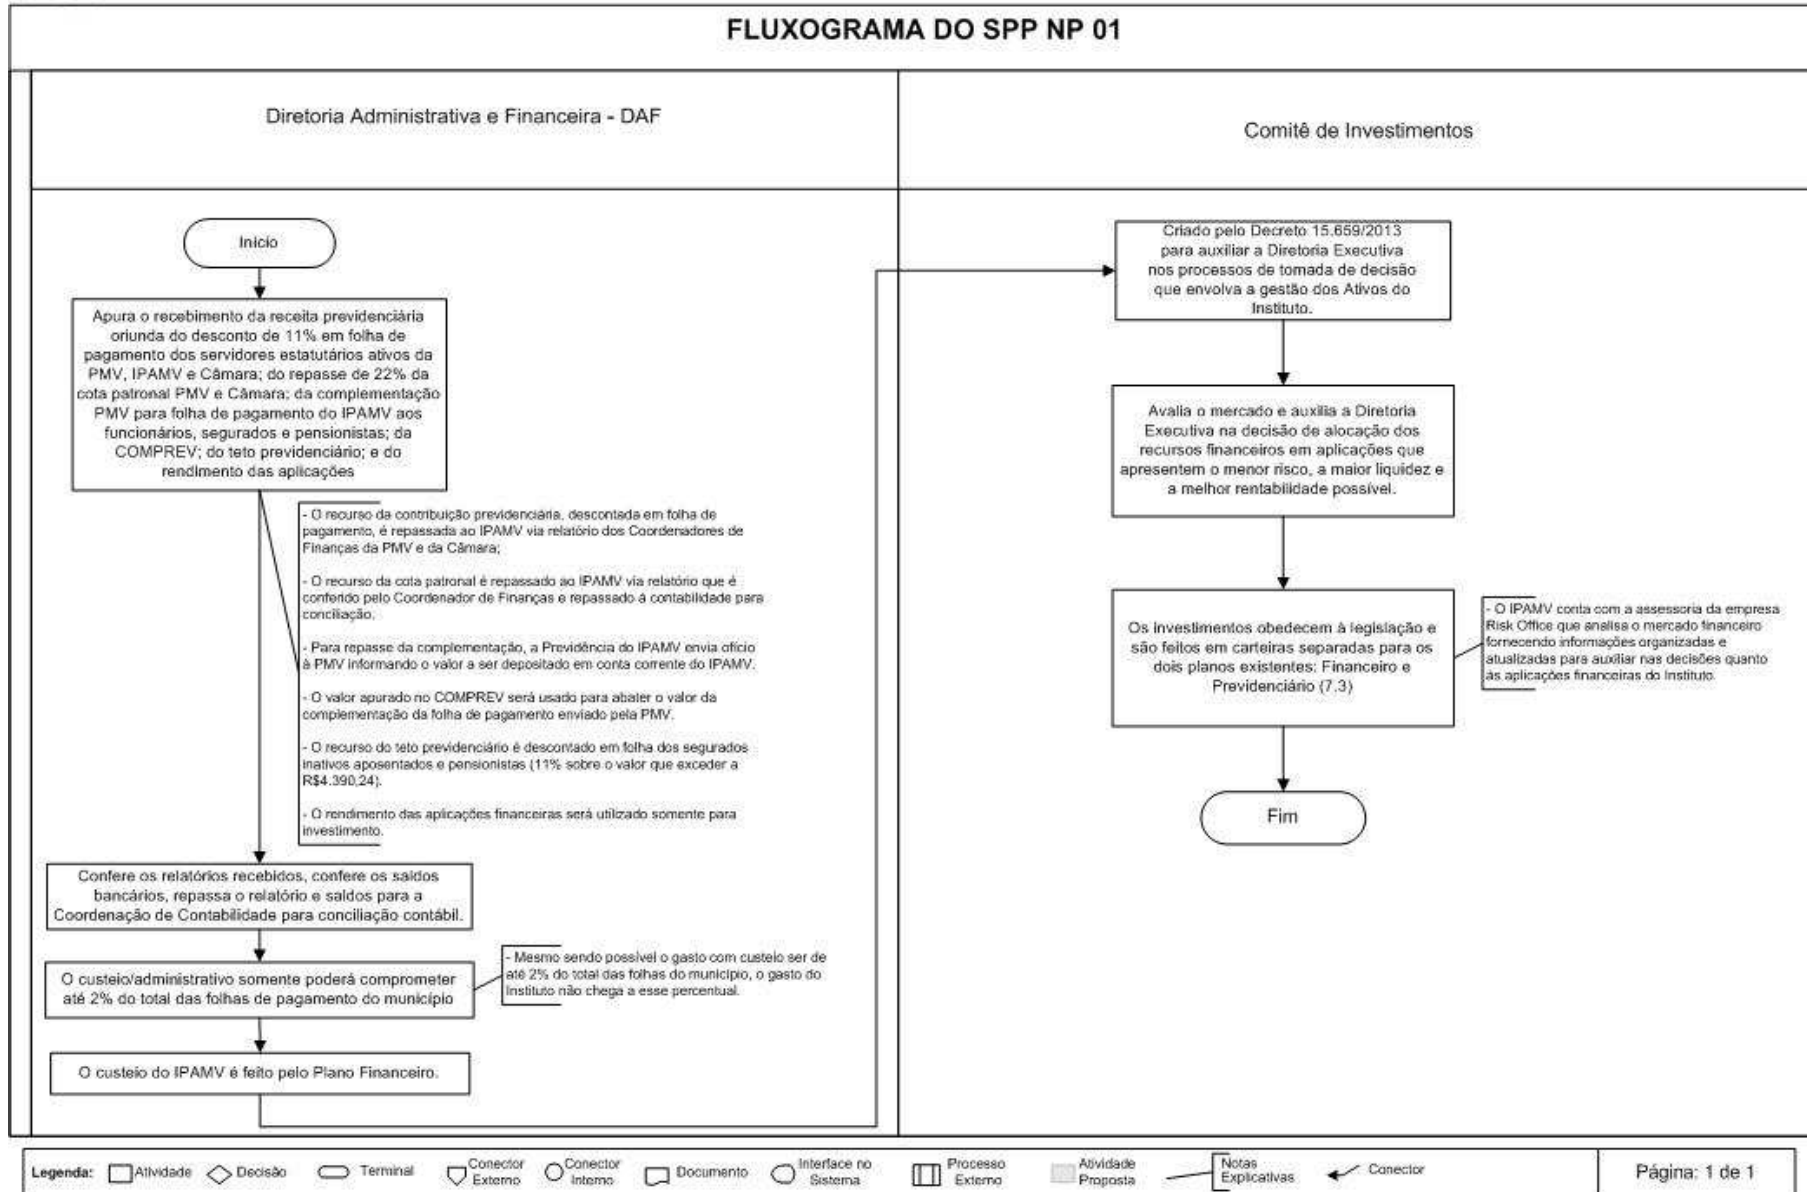 FLUXOGRAMA DO SPP NP 01
Diretoria Administrativa e Financeira - DAF
Comitê de Investimentos
Início
Apura o recebimento da receita previdenciária
oriunda do desconto de 11% em folha de
pagamento dos servidores estatutários ativos da
PMV, IPAMV e Câmara; do repasse de 22% da
cota patronal PMV e Câmara; da complementação
PMV para folha de pagamento do IPAMV aos
funcionários, segurados e pensionistas; da
COMPREV; do teto previdenciário; e do
rendimento das aplicações
- O recurso da contribuição previdenciária, descontada em folha de
pagamento, é repassada ao IPAMV via relatório dos Coordenadores de
Finanças da PMV e da Câmara;
- O recurso da cota patronal é repassado ao IPAMV via relatório que é
conferido pelo Coordenador de Finanças e repassado à contabilidade para
conciliação.
- Para repasse da complementação, a Previdência do IPAMV envia ofício
à PMV informando o valor a ser depositado em conta corrente do IPAMV.
- O valor apurado no COMPREV será usado para abater o valor da
complementação da folha de pagamento enviado pela PMV.
- O recurso do teto previdenciário é descontado em folha dos segurados
inativos aposentados e pensionistas (11% sobre o valor que exceder a
R$4.390,24).
- O rendimento das aplicações financeiras será utilizado somente para
investimento.
Confere os relatórios recebidos, confere os saldos
bancários, repassa o relatório e saldos para a
Coordenação de Contabilidade para conciliação contábil.
O custeio/administrativo somente poderá comprometer
até 2% do total das folhas de pagamento do município
- Mesmo sendo possível o gasto com custeio ser de
até 2% do total das folhas do município, o gasto do
Instituto não chega a esse percentual.
O custeio do IPAMV é feito pelo Plano Financeiro.
Criado pelo Decreto 15.659/2013
para auxiliar a Diretoria Executiva
nos processos de tomada de decisão
que envolva a gestão dos Ativos do
Instituto.
Avalia o mercado e auxilia a Diretoria
Executiva na decisão de alocação dos
recursos financeiros em aplicações que
apresentem o menor risco, a maior liquidez e
a melhor rentabilidade possível.
Os investimentos obedecem à legislação e
são feitos em carteiras separadas para os
dois planos existentes: Financeiro e
Previdenciário (7.3)
- O IPAMV conta com a assessoria da empresa
Risk Office que analisa o mercado financeiro
fornecendo informações organizadas e
atualizadas para auxiliar nas decisões quanto
às aplicações financeiras do Instituto.
Fim
Legenda: Atividade Decisão Terminal Conector Externo Conector Interno Documento Interface no Sistema Processo Externo Atividade Proposta Notas Explicativas Conector
Página: 1 de 1